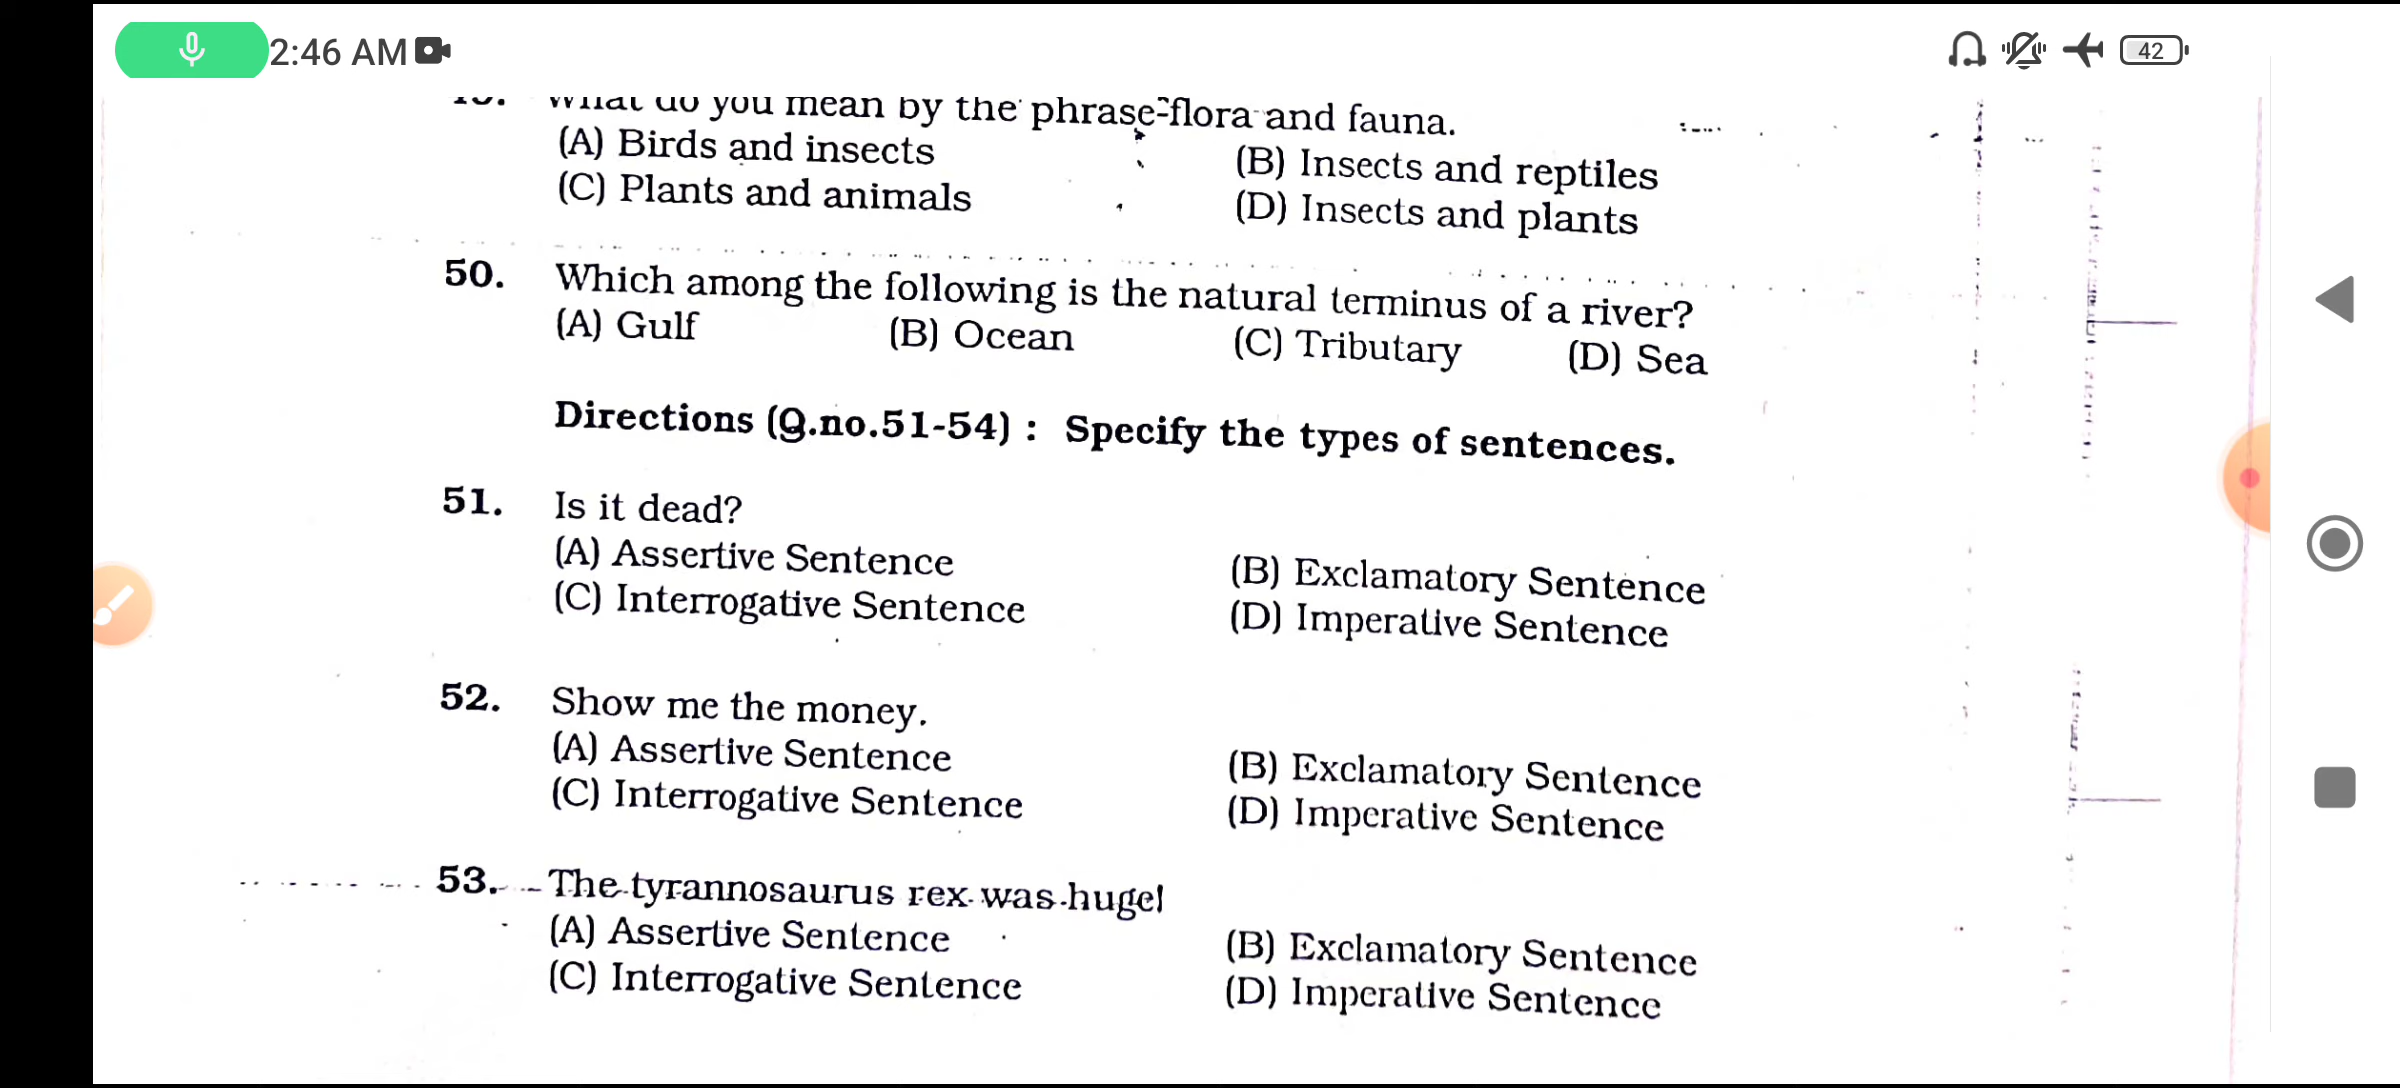 2:46 AM
42
What do you mean by the phrase-flora and fauna.
(A) Birds and insects (B) Insects and reptiles
(C) Plants and animals (D) Insects and plants
50. Which among the following is the natural terminus of a river?
(A) Gulf (B) Ocean (C) Tributary (D) Sea
Directions (Q.no.51-54) : Specify the types of sentences.
51. Is it dead?
(A) Assertive Sentence (B) Exclamatory Sentence
(C) Interrogative Sentence (D) Imperative Sentence
52. Show me the money.
(A) Assertive Sentence (B) Exclamatory Sentence
(C) Interrogative Sentence (D) Imperative Sentence
53. The tyrannosaurus rex was huge!
(A) Assertive Sentence (B) Exclamatory Sentence
(C) Interrogative Sentence (D) Imperative Sentence